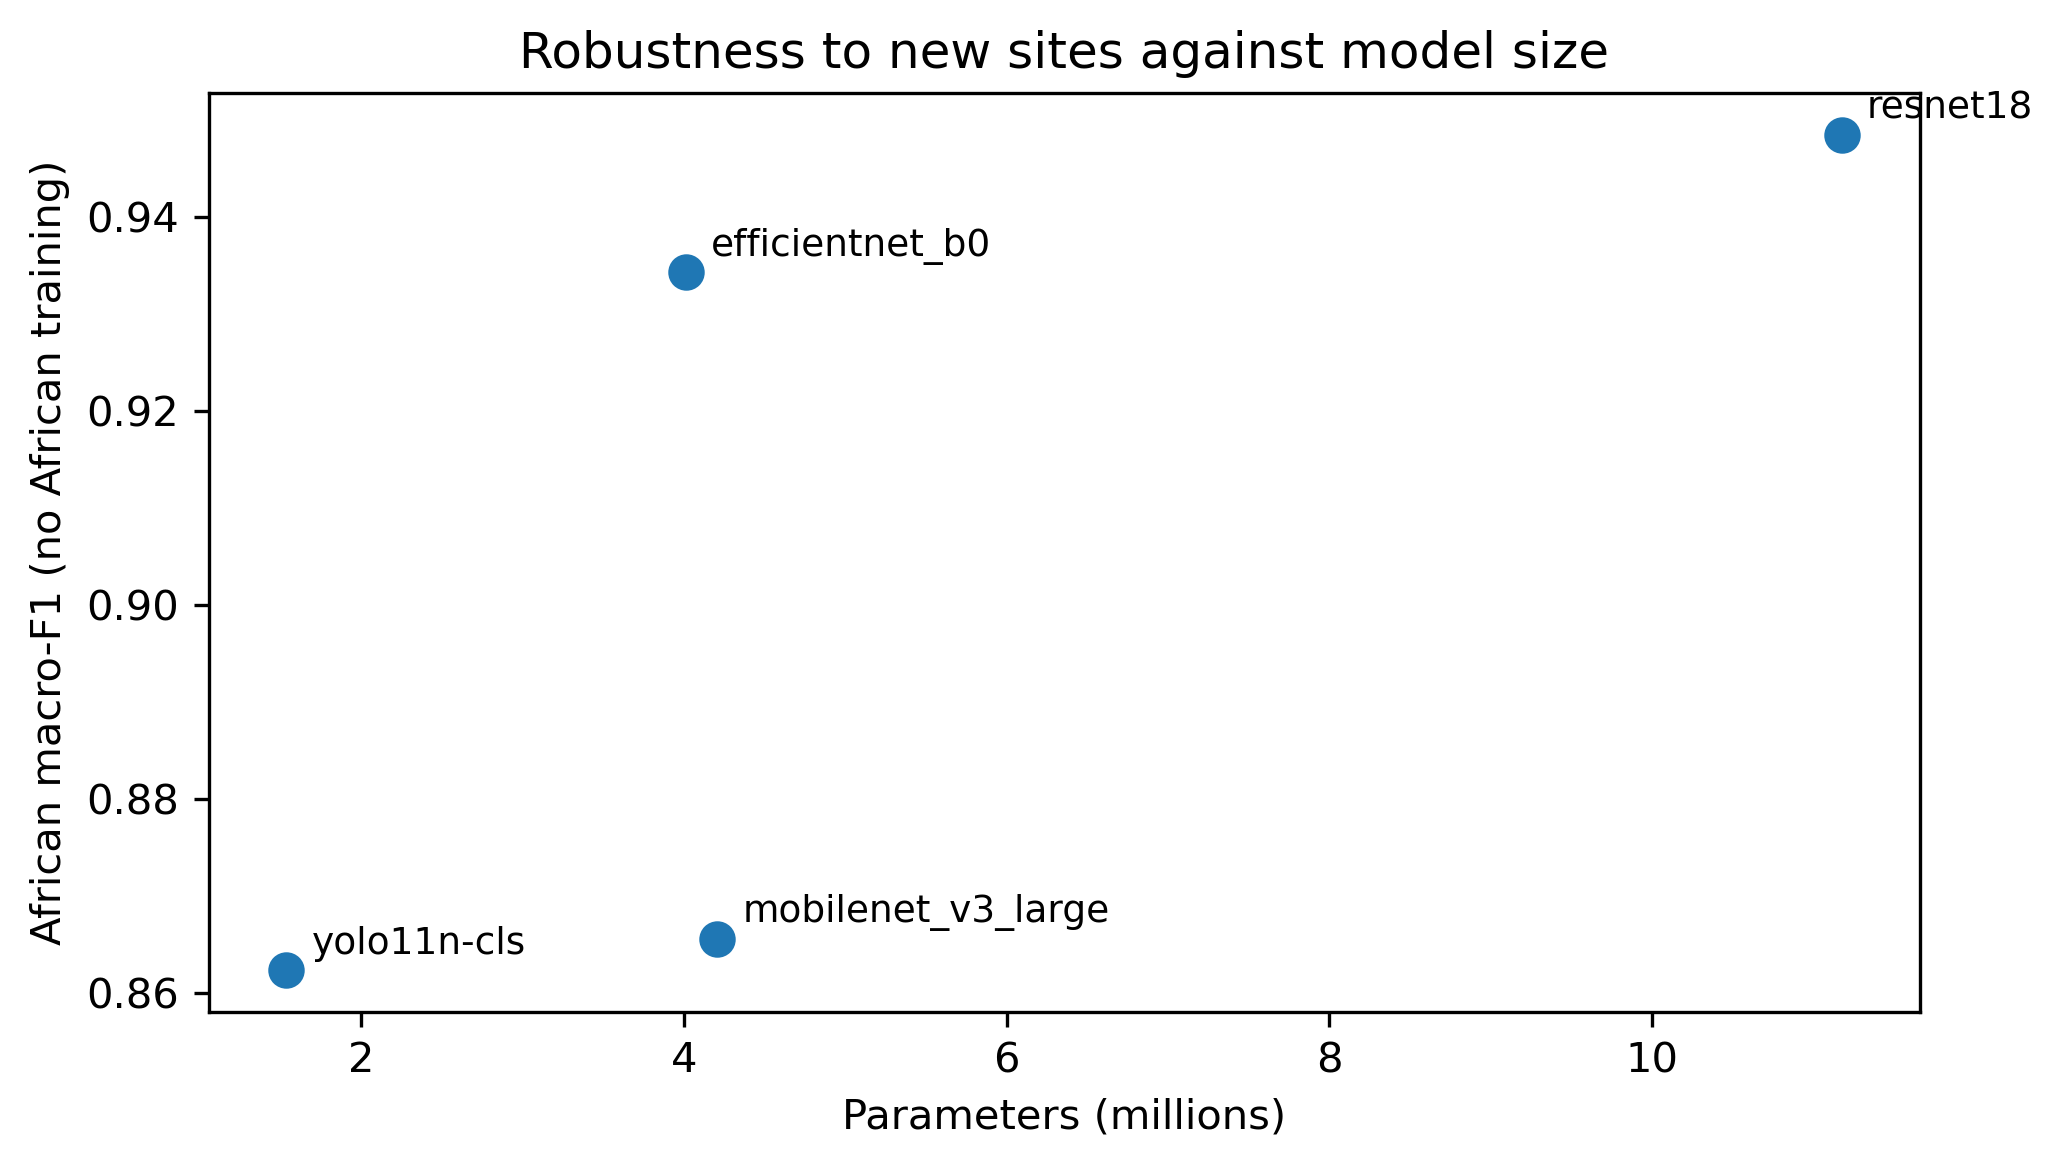 Robustness to new sites against model size
resnet18
efficientnet_b0
mobilenet_v3_large
yolo11n-cls
African macro-F1 (no African training)
0.94
0.92
0.90
0.88
0.86
2
4
6
8
10
Parameters (millions)